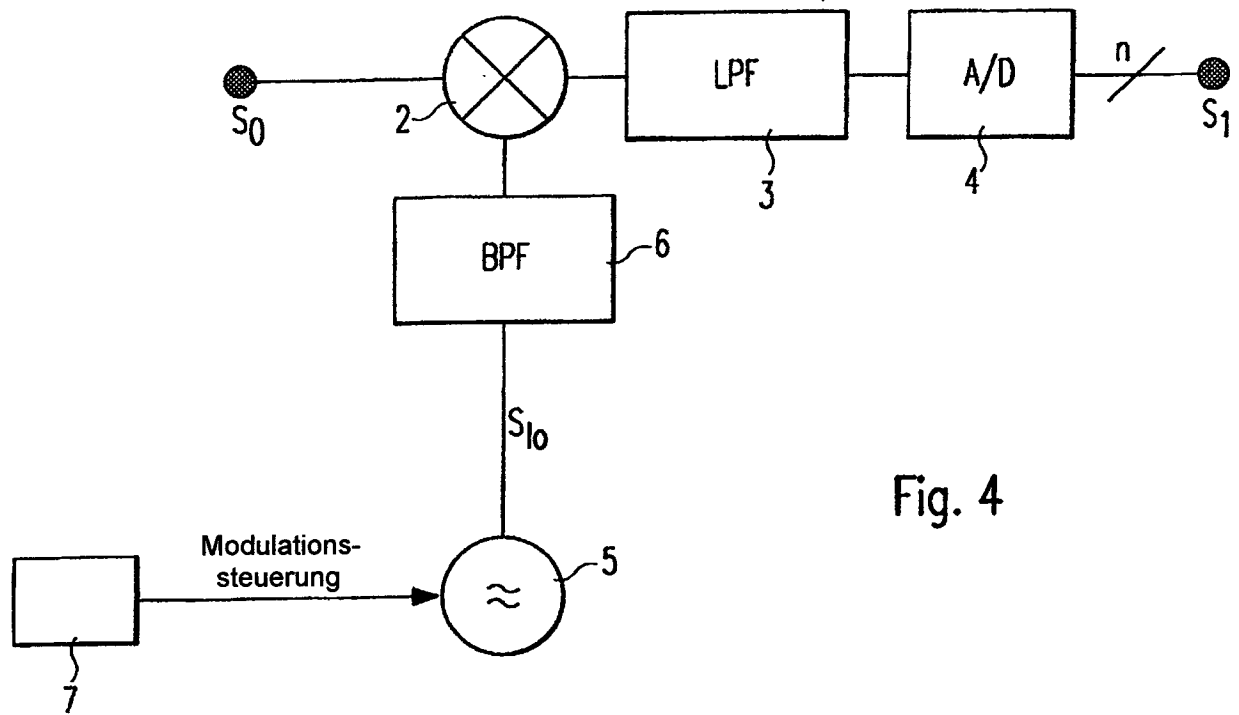 LPF
A/D
n
S0
2
S1
3
4
BPF
6
Slo
Fig. 4
Modulations-
steuerung
5
≈
7